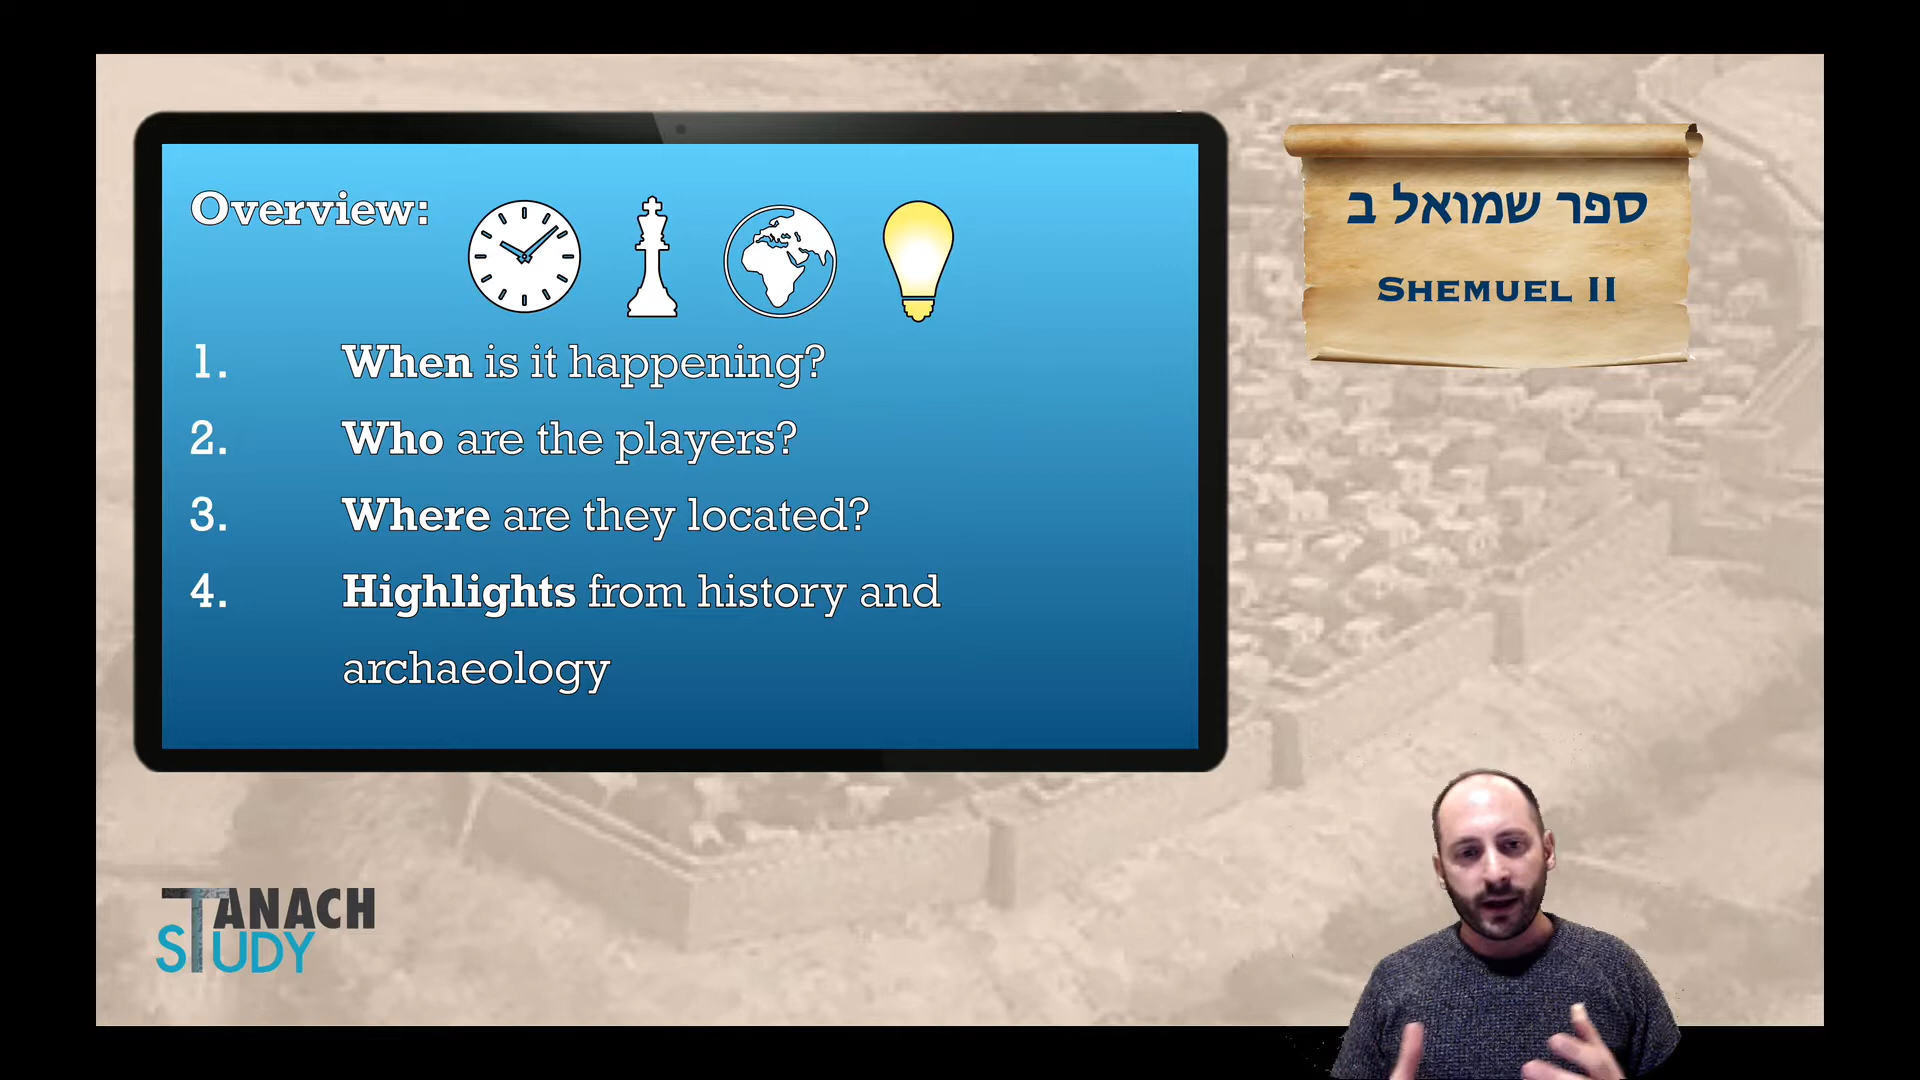 Overview:
1. When is it happening?
2. Who are the players?
3. Where are they located?
4. Highlights from history and
archaeology
ספר שמואל ב
Shemuel II
TANACH
STUDY